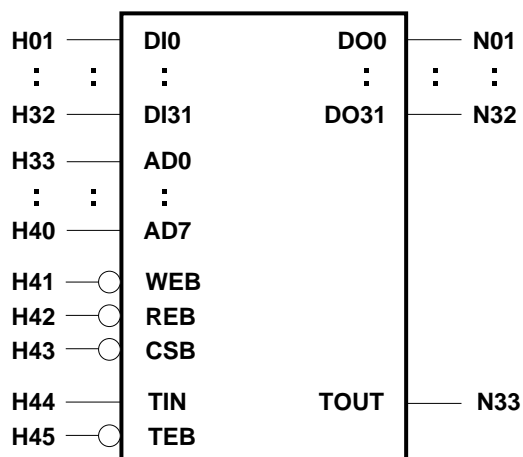 H01 DI0 DO0 N01
: : : : : :
H32 DI31 DO31 N32
H33 AD0
: : :
H40 AD7
H41 WEB
H42 REB
H43 CSB
H44 TIN TOUT N33
H45 TEB